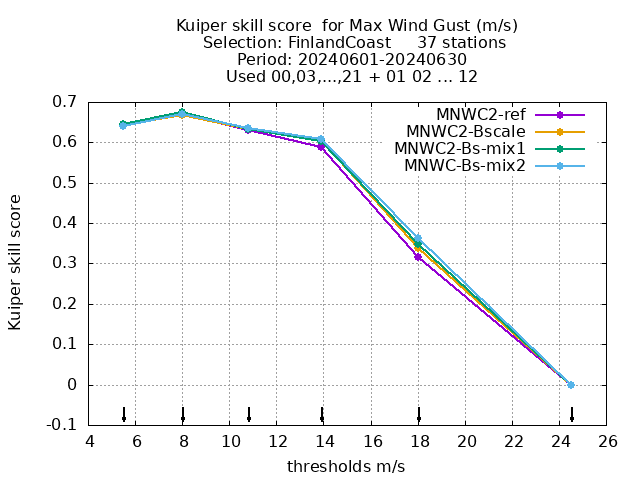 Kuiper skill score  for Max Wind Gust (m/s)
Selection: FinlandCoast     37 stations
Period: 20240601-20240630
Used 00,03,...,21 + 01 02 ... 12
MNWC2-ref
MNWC2-Bscale
MNWC2-Bs-mix1
MNWC-Bs-mix2
0.7
0.6
0.5
0.4
0.3
0.2
0.1
0
-0.1
Kuiper skill score
4 6 8 10 12 14 16 18 20 22 24 26
thresholds m/s